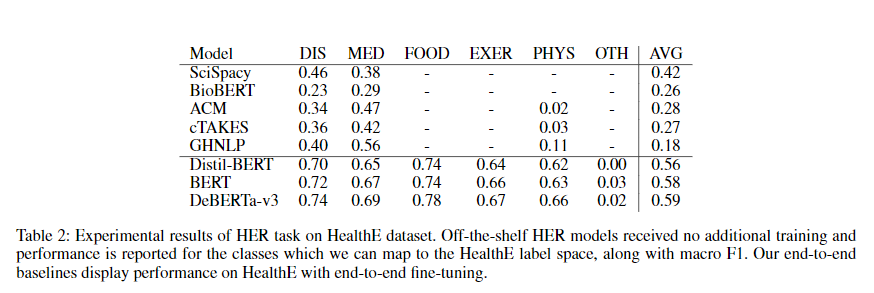 Model DIS MED FOOD EXER PHYS OTH AVG
SciSpacy 0.46 0.38 - - - - 0.42
BioBERT 0.23 0.29 - - - - 0.26
ACM 0.34 0.47 - - 0.02 - 0.28
cTAKES 0.36 0.42 - - 0.03 - 0.27
GHNLP 0.40 0.56 - - 0.11 - 0.18
Distil-BERT 0.70 0.65 0.74 0.64 0.62 0.00 0.56
BERT 0.72 0.67 0.74 0.66 0.63 0.03 0.58
DeBERTa-v3 0.74 0.69 0.78 0.67 0.66 0.02 0.59
Table 2: Experimental results of HER task on HealthE dataset. Off-the-shelf HER models received no additional training and
performance is reported for the classes which we can map to the HealthE label space, along with macro F1. Our end-to-end
baselines display performance on HealthE with end-to-end fine-tuning.